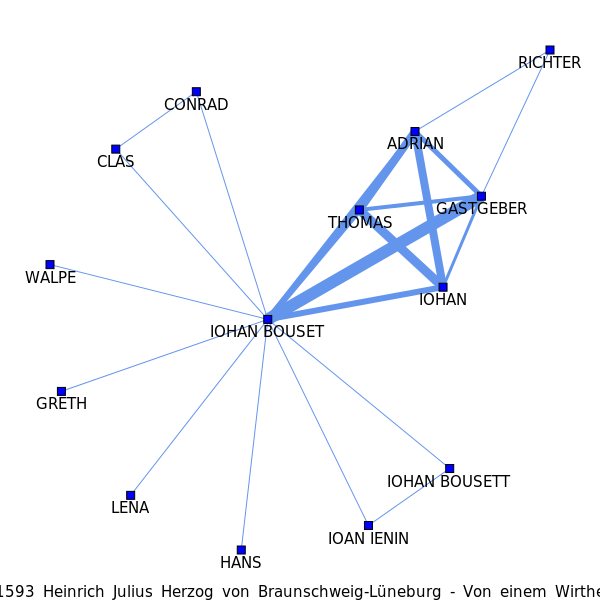 RICHTER
CONRAD
ADRIAN
CLAS
GASTGEBER
THOMAS
WALPE
IOHAN
IOHAN BOUSET
GRETH
IOHAN BOUSETT
LENA
IOAN IENIN
HANS
1593 Heinrich Julius Herzog von Braunschweig-Lüneburg - Von einem Wirthe